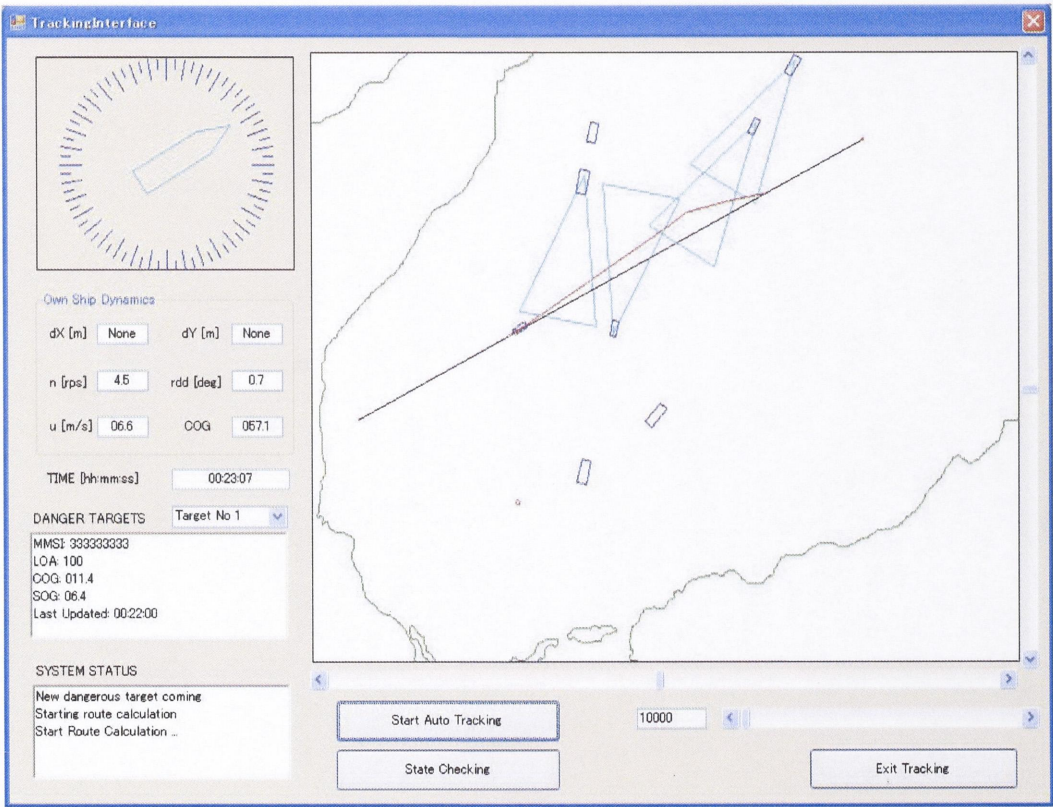 TrackingInterface
Own Ship Dynamics
dX [m] None dY [m] None
n [rps] 4.5 rdd [deg] 0.7
u [m/s] 06.6 COG 057.1
TIME [hh:mm:ss] 00:23:07
DANGER TARGETS Target No 1
MMSI: 333333333
LOA: 100
COG: 011.4
SOG: 06.4
Last Updated: 00:22:00
SYSTEM STATUS
New dangerous target coming
Starting route calculation
Start Route Calculation ...
Start Auto Tracking
10000
State Checking
Exit Tracking